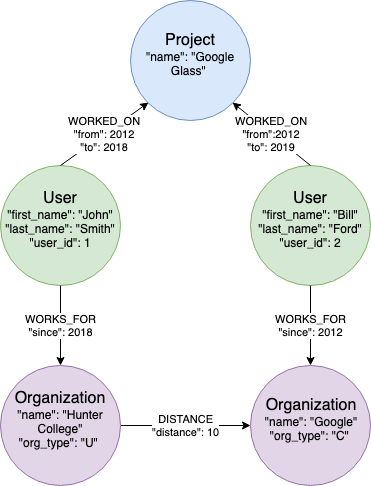 Project
"name": "Google
Glass"
WORKED_ON
"from": 2012
"to": 2018
WORKED_ON
"from":2012
"to": 2019
User
"first_name": "John"
"last_name": "Smith"
"user_id": 1
User
"first_name": "Bill"
"last_name": "Ford"
"user_id": 2
WORKS_FOR
"since": 2018
WORKS_FOR
"since": 2012
Organization
"name": "Hunter
College"
"org_type": "U"
DISTANCE
"distance": 10
Organization
"name": "Google"
"org_type": "C"